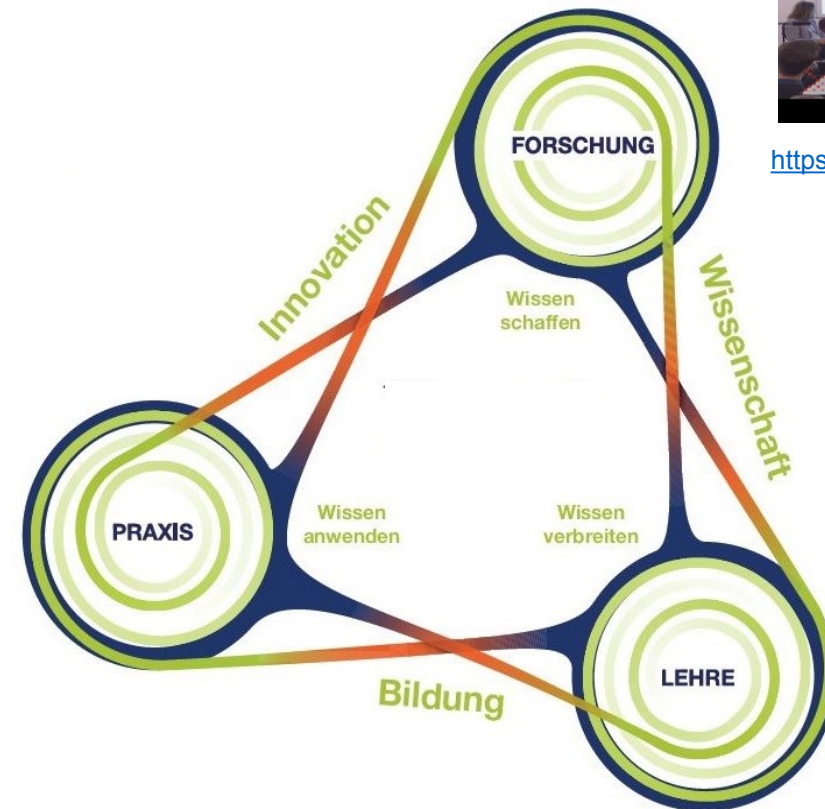 FORSCHUNG
https
Innovation
Wissen
schaffen
Wissenschaft
PRAXIS
Wissen
anwenden
Wissen
verbreiten
LEHRE
Bildung